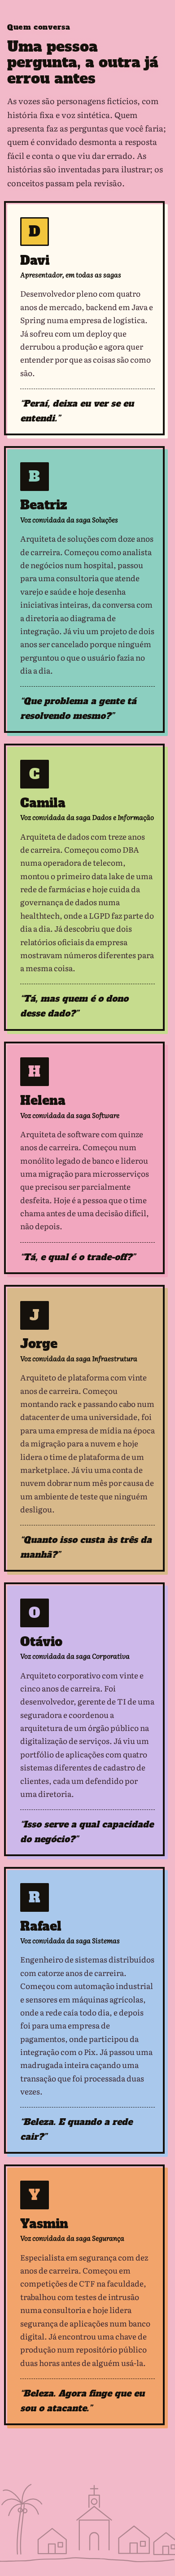 Quem conversa
Uma pessoa
pergunta, a outra já
errou antes
As vozes são personagens fictícios, com
história fixa e voz sintética. Quem
apresenta faz as perguntas que você faria;
quem é convidado desmonta a resposta
fácil e conta o que viu dar errado. As
histórias são inventadas para ilustrar; os
conceitos passam pela revisão.
D
Davi
Apresentador, em todas as sagas
Desenvolvedor pleno com quatro
anos de mercado, backend em Java e
Spring numa empresa de logística.
Já sofreu com um deploy que
derrubou a produção e agora quer
entender por que as coisas são como
são.
"Peraí, deixa eu ver se eu
entendi."
B
Beatriz
Voz convidada da saga Soluções
Arquiteta de soluções com doze anos
de carreira. Começou como analista
de negócios num hospital, passou
para uma consultoria que atende
varejo e saúde e hoje desenha
iniciativas inteiras, da conversa com
a diretoria ao diagrama de
integração. Já viu um projeto de dois
anos ser cancelado porque ninguém
perguntou o que o usuário fazia no
dia a dia.
"Que problema a gente tá
resolvendo mesmo?"
C
Camila
Voz convidada da saga Dados e Informação
Arquiteta de dados com treze anos
de carreira. Começou como DBA
numa operadora de telecom,
montou o primeiro data lake de uma
rede de farmácias e hoje cuida da
governança de dados numa
healthtech, onde a LGPD faz parte do
dia a dia. Já descobriu que dois
relatórios oficiais da empresa
mostravam números diferentes para
a mesma coisa.
"Tá, mas quem é o dono
desse dado?"
H
Helena
Voz convidada da saga Software
Arquiteta de software com quinze
anos de carreira. Começou num
monólito legado de banco e liderou
uma migração para microsserviços
que precisou ser parcialmente
desfeita. Hoje é a pessoa que o time
chama antes de uma decisão difícil,
não depois.
"Tá, e qual é o trade-off?"
J
Jorge
Voz convidada da saga Infraestrutura
Arquiteto de plataforma com vinte
anos de carreira. Começou
montando rack e passando cabo num
datacenter de uma universidade, foi
para uma empresa de mídia na época
da migração para a nuvem e hoje
lidera o time de plataforma de um
marketplace. Já viu uma conta de
nuvem dobrar num mês por causa de
um ambiente de teste que ninguém
desligou.
"Quanto isso custa às três da
manhã?"
O
Otávio
Voz convidada da saga Corporativa
Arquiteto corporativo com vinte e
cinco anos de carreira. Foi
desenvolvedor, gerente de TI de uma
seguradora e coordenou a
arquitetura de um órgão público na
digitalização de serviços. Já viu um
portfólio de aplicações com quatro
sistemas diferentes de cadastro de
clientes, cada um defendido por
uma diretoria.
"Isso serve a qual capacidade
do negócio?"
R
Rafael
Voz convidada da saga Sistemas
Engenheiro de sistemas distribuídos
com catorze anos de carreira.
Começou com automação industrial
e sensores em máquinas agrícolas,
onde a rede caía todo dia, e depois
foi para uma empresa de
pagamentos, onde participou da
integração com o Pix. Já passou uma
madrugada inteira caçando uma
transação que foi processada duas
vezes.
"Beleza. E quando a rede
cair?"
Y
Yasmin
Voz convidada da saga Segurança
Especialista em segurança com dez
anos de carreira. Começou em
competições de CTF na faculdade,
trabalhou com testes de intrusão
numa consultoria e hoje lidera
segurança de aplicações num banco
digital. Já encontrou uma chave de
produção num repositório público
duas horas antes de alguém usá-la.
"Beleza. Agora finge que eu
sou o atacante."